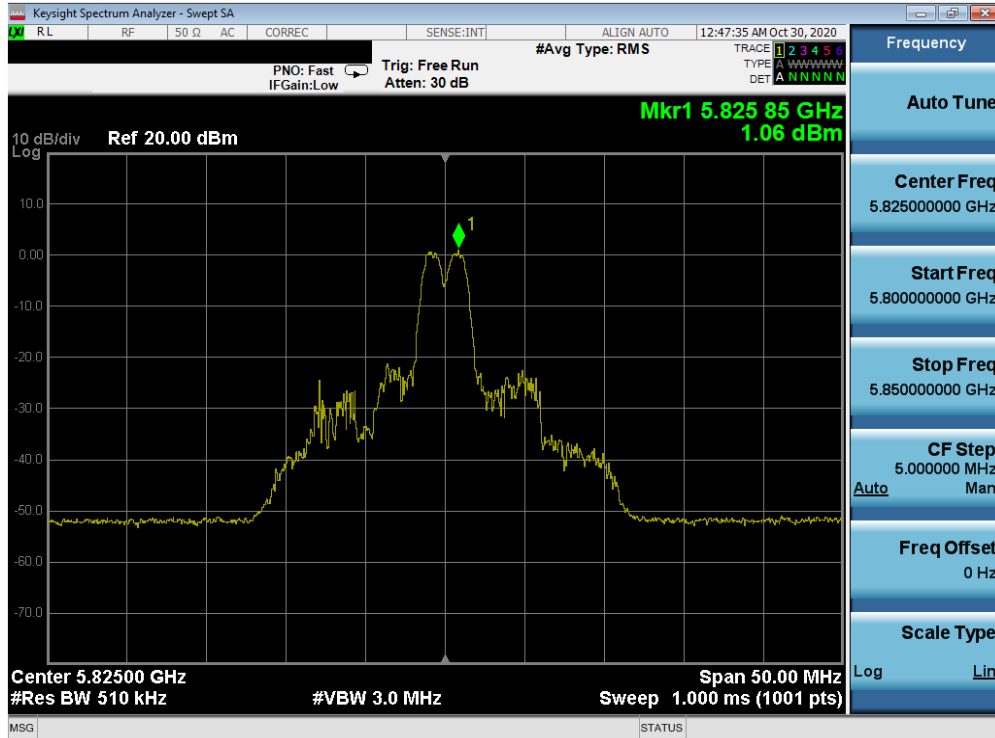 Keysight Spectrum Analyzer - Swept SA
LXI RL RF 50 Ω AC CORREC SENSE:INT ALIGN AUTO 12:47:35 AM Oct 30, 2020
#Avg Type: RMS TRACE 1 2 3 4 5 6
PNO: Fast Trig: Free Run TYPE A WWWWW
IFGain:Low Atten: 30 dB DET A N N N N N
Mkr1 5.825 85 GHz
1.06 dBm
10 dB/div Ref 20.00 dBm
Log
1
10.0
0.00
-10.0
-20.0
-30.0
-40.0
-50.0
-60.0
-70.0
Center 5.82500 GHz Span 50.00 MHz
#Res BW 510 kHz #VBW 3.0 MHz Sweep 1.000 ms (1001 pts)
MSG STATUS
Frequency
Auto Tune
Center Freq
5.825000000 GHz
Start Freq
5.800000000 GHz
Stop Freq
5.850000000 GHz
CF Step
5.000000 MHz
Auto Man
Freq Offset
0 Hz
Scale Type
Log Lin